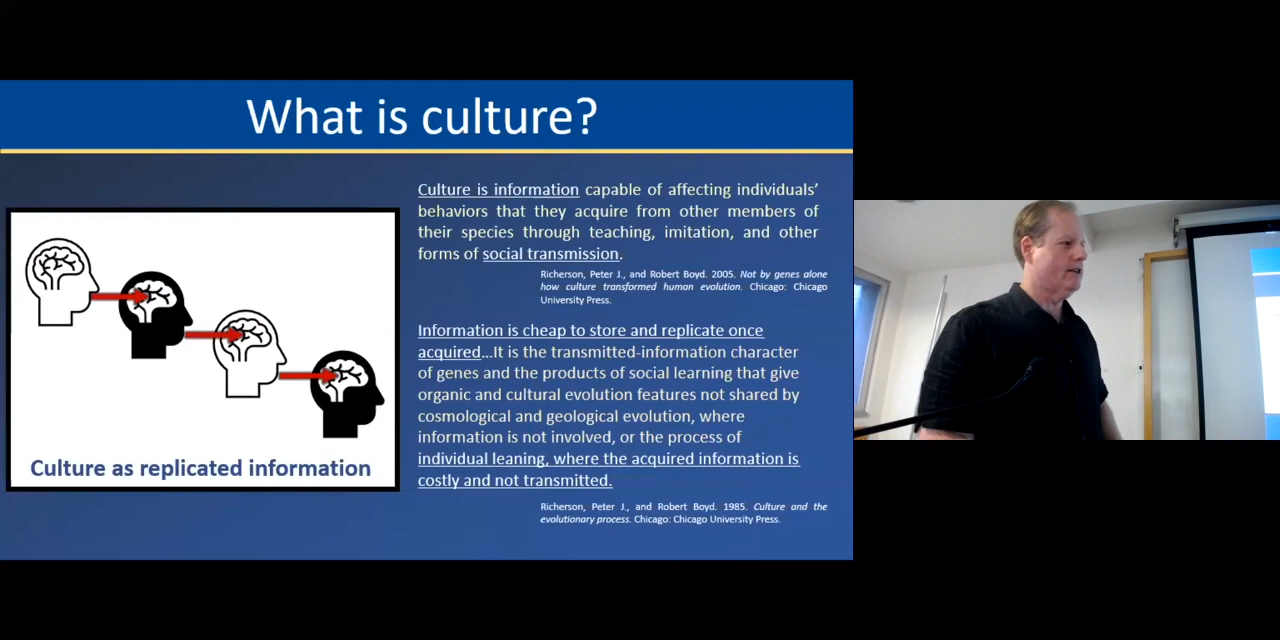 What is culture?
Culture is information capable of affecting individuals’
behaviors that they acquire from other members of
their species through teaching, imitation, and other
forms of social transmission.
Richerson, Peter J., and Robert Boyd. 2005. Not by genes alone
how culture transformed human evolution. Chicago: Chicago
University Press.
Information is cheap to store and replicate once
acquired…It is the transmitted-information character
of genes and the products of social learning that give
organic and cultural evolution features not shared by
cosmological and geological evolution, where
information is not involved, or the process of
individual leaning, where the acquired information is
costly and not transmitted.
Richerson, Peter J., and Robert Boyd. 1985. Culture and the
evolutionary process. Chicago: Chicago University Press.
Culture as replicated information